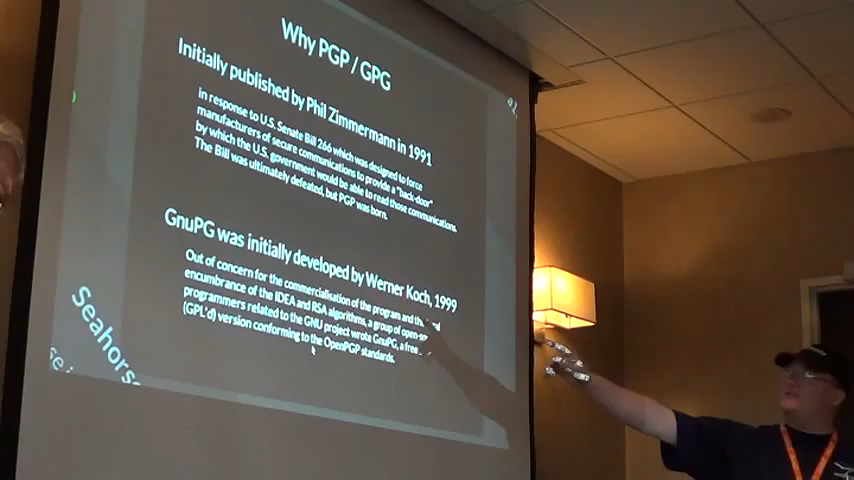 Why PGP / GPG
Initially published by Phil Zimmermann in 1991
in response to U.S. Senate Bill 266 which was designed to force
manufacturers of secure communications to provide a "back-door"
by which the U.S. government would be able to read those communications.
The Bill was ultimately defeated, but PGP was born.
GnuPG was initially developed by Werner Koch, 1999
Out of concern for the commercialisation of the program and
encumbrance of the IDEA and RSA algorithms, a group of
programmers related to the GNU project wrote GnuPG, a free
(GPL'd) version conforming to the OpenPGP standards.
Seahors